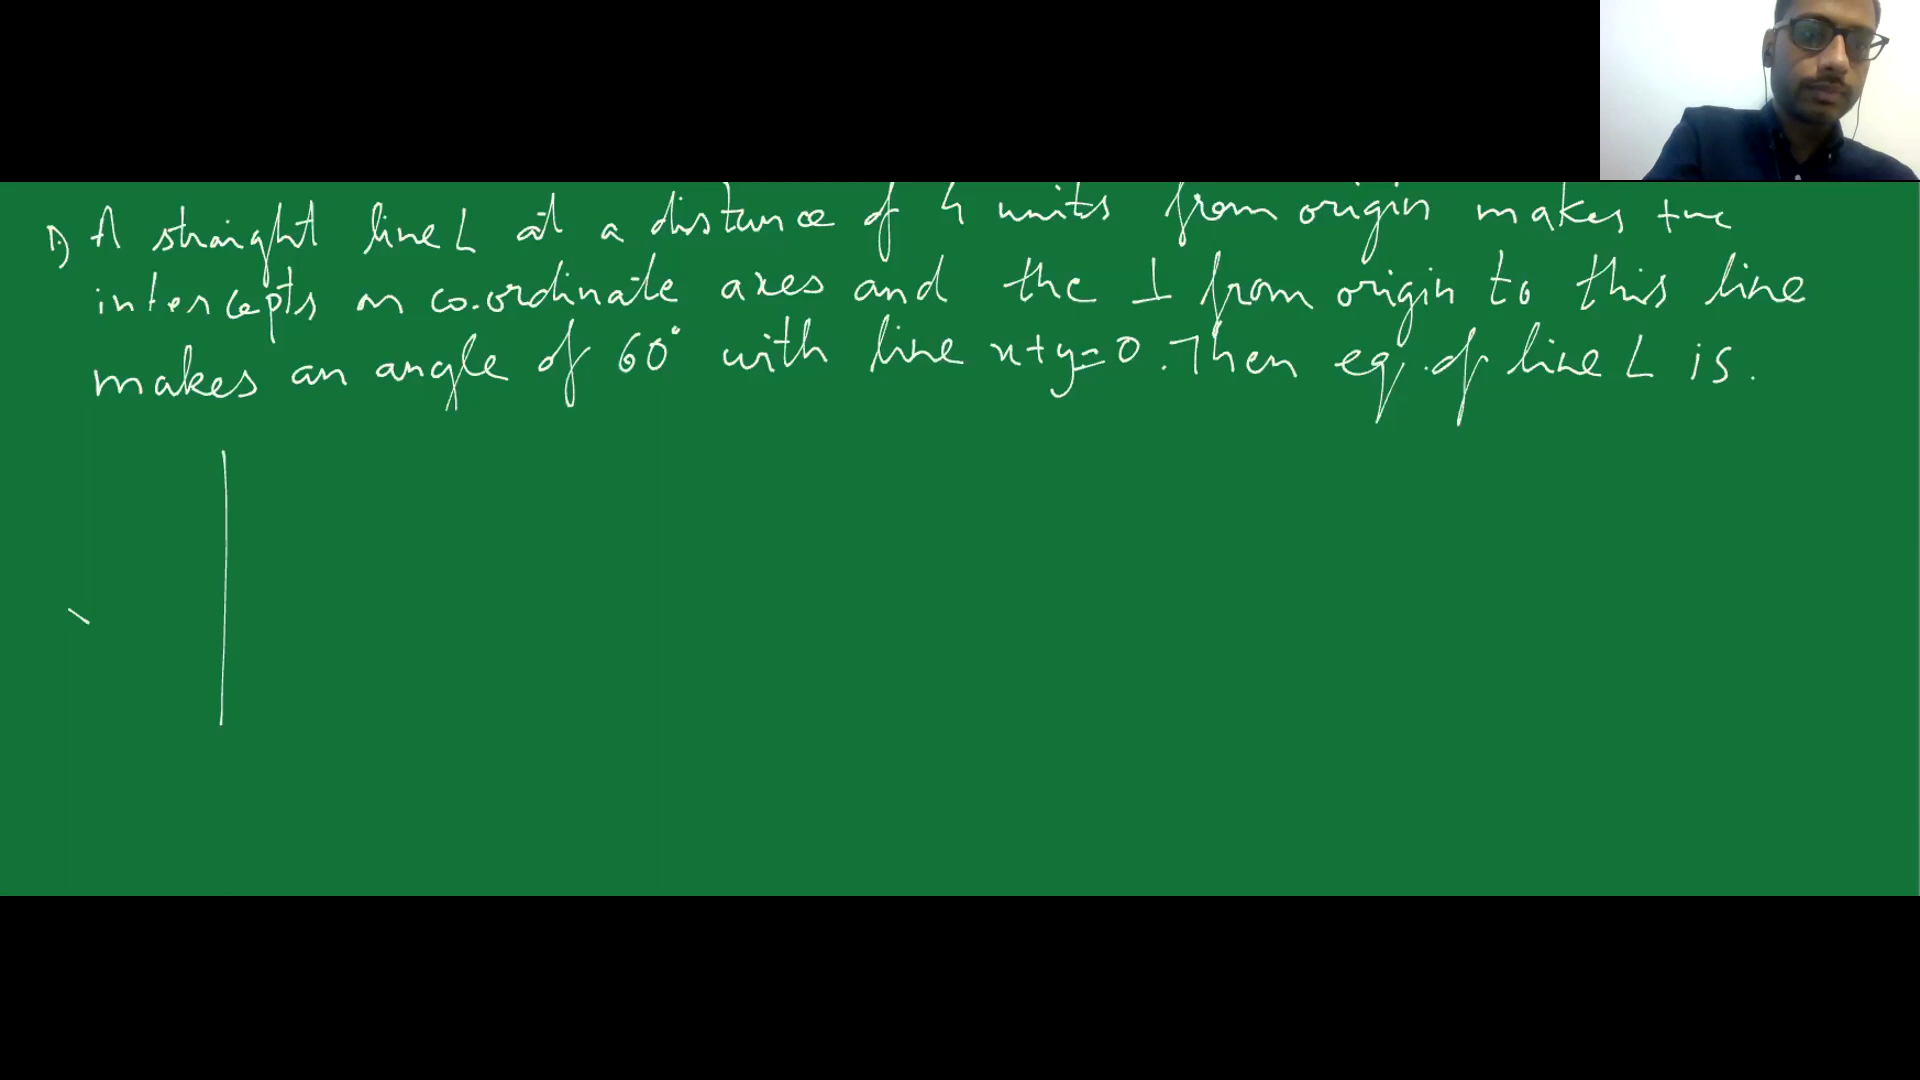 1) A straight line L at a distance of 4 units from origin makes +ve
intercepts on co.ordinate axes and the ⊥ from origin to this line
makes an angle of 60° with line x+y=0. Then eq. of line L is.